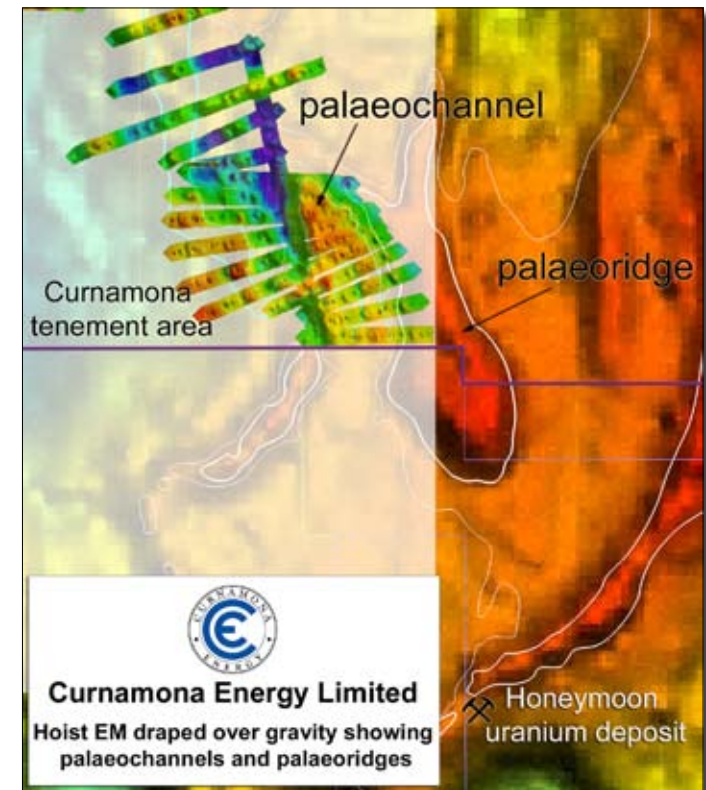 palaeochannel
palaeoridge
Curnamona
tenement area
CURNAMONA
ENERGY
Curnamona Energy Limited
Hoist EM draped over gravity showing
palaeochannels and palaeoridges
Honeymoon
uranium deposit